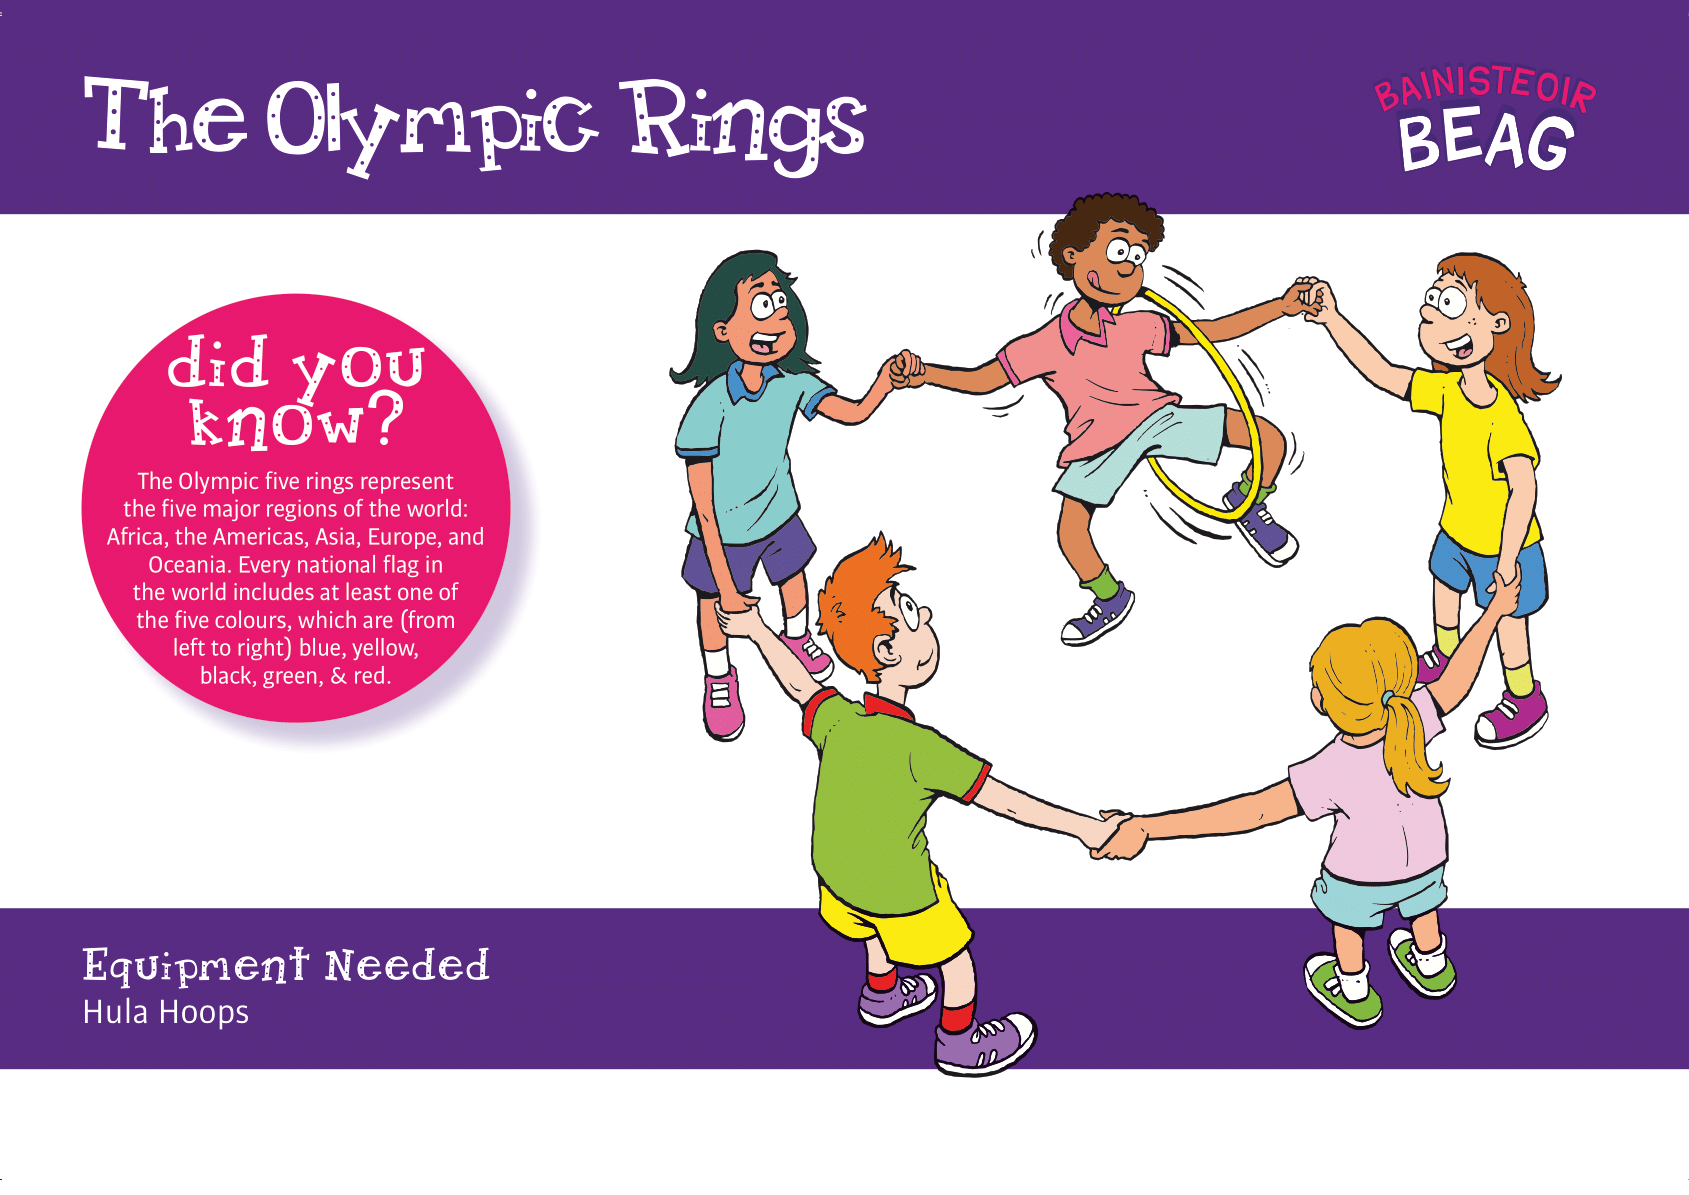 The Olympic Rings
BAINISTEOIR
BEAG
did you
know?
The Olympic five rings represent
the five major regions of the world:
Africa, the Americas, Asia, Europe, and
Oceania. Every national flag in
the world includes at least one of
the five colours, which are (from
left to right) blue, yellow,
black, green, & red.
Equipment Needed
Hula Hoops